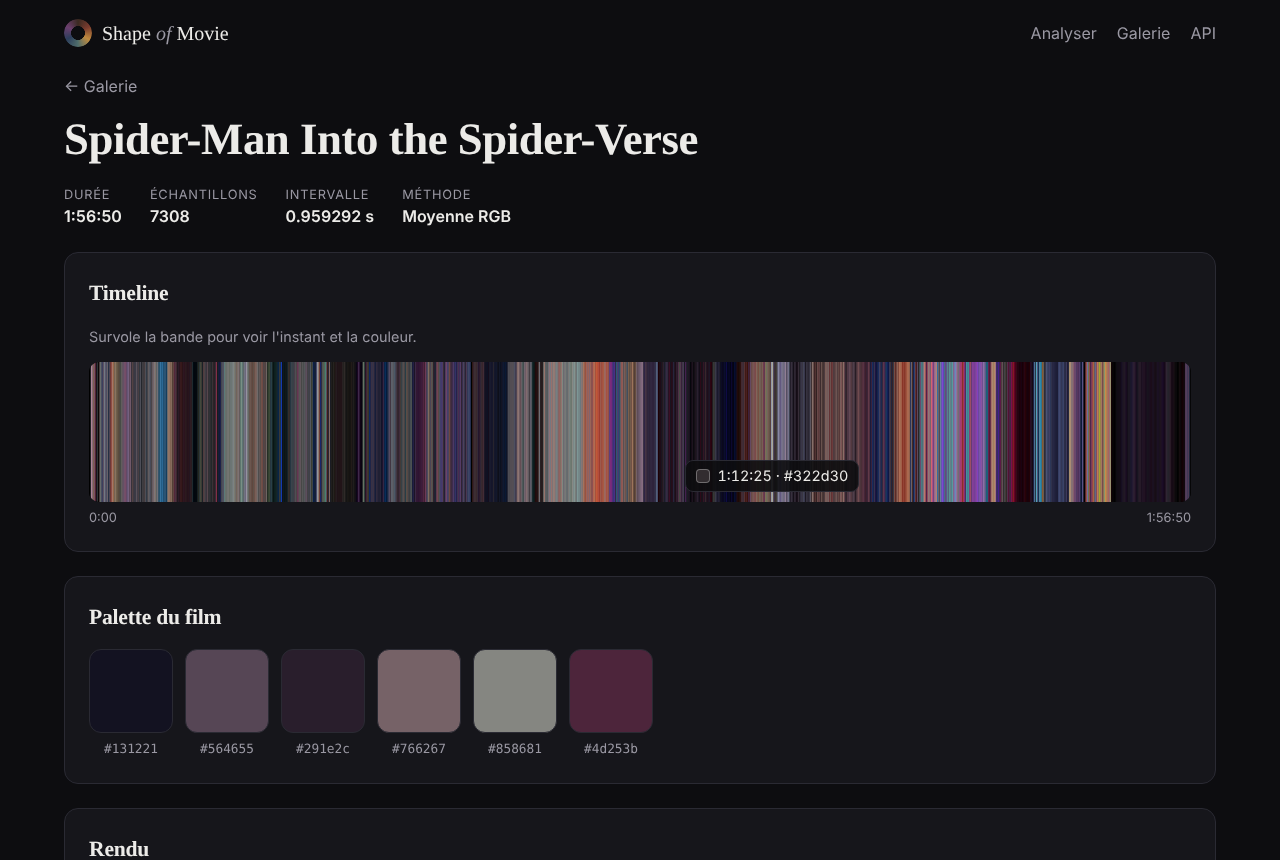 Shape of Movie
Analyser Galerie API
← Galerie
Spider-Man Into the Spider-Verse
DURÉE ÉCHANTILLONS INTERVALLE MÉTHODE
1:56:50 7308 0.959292 s Moyenne RGB
Timeline
Survole la bande pour voir l'instant et la couleur.
1:12:25 · #322d30
0:00 1:56:50
Palette du film
#131221 #564655 #291e2c #766267 #858681 #4d253b
Rendu